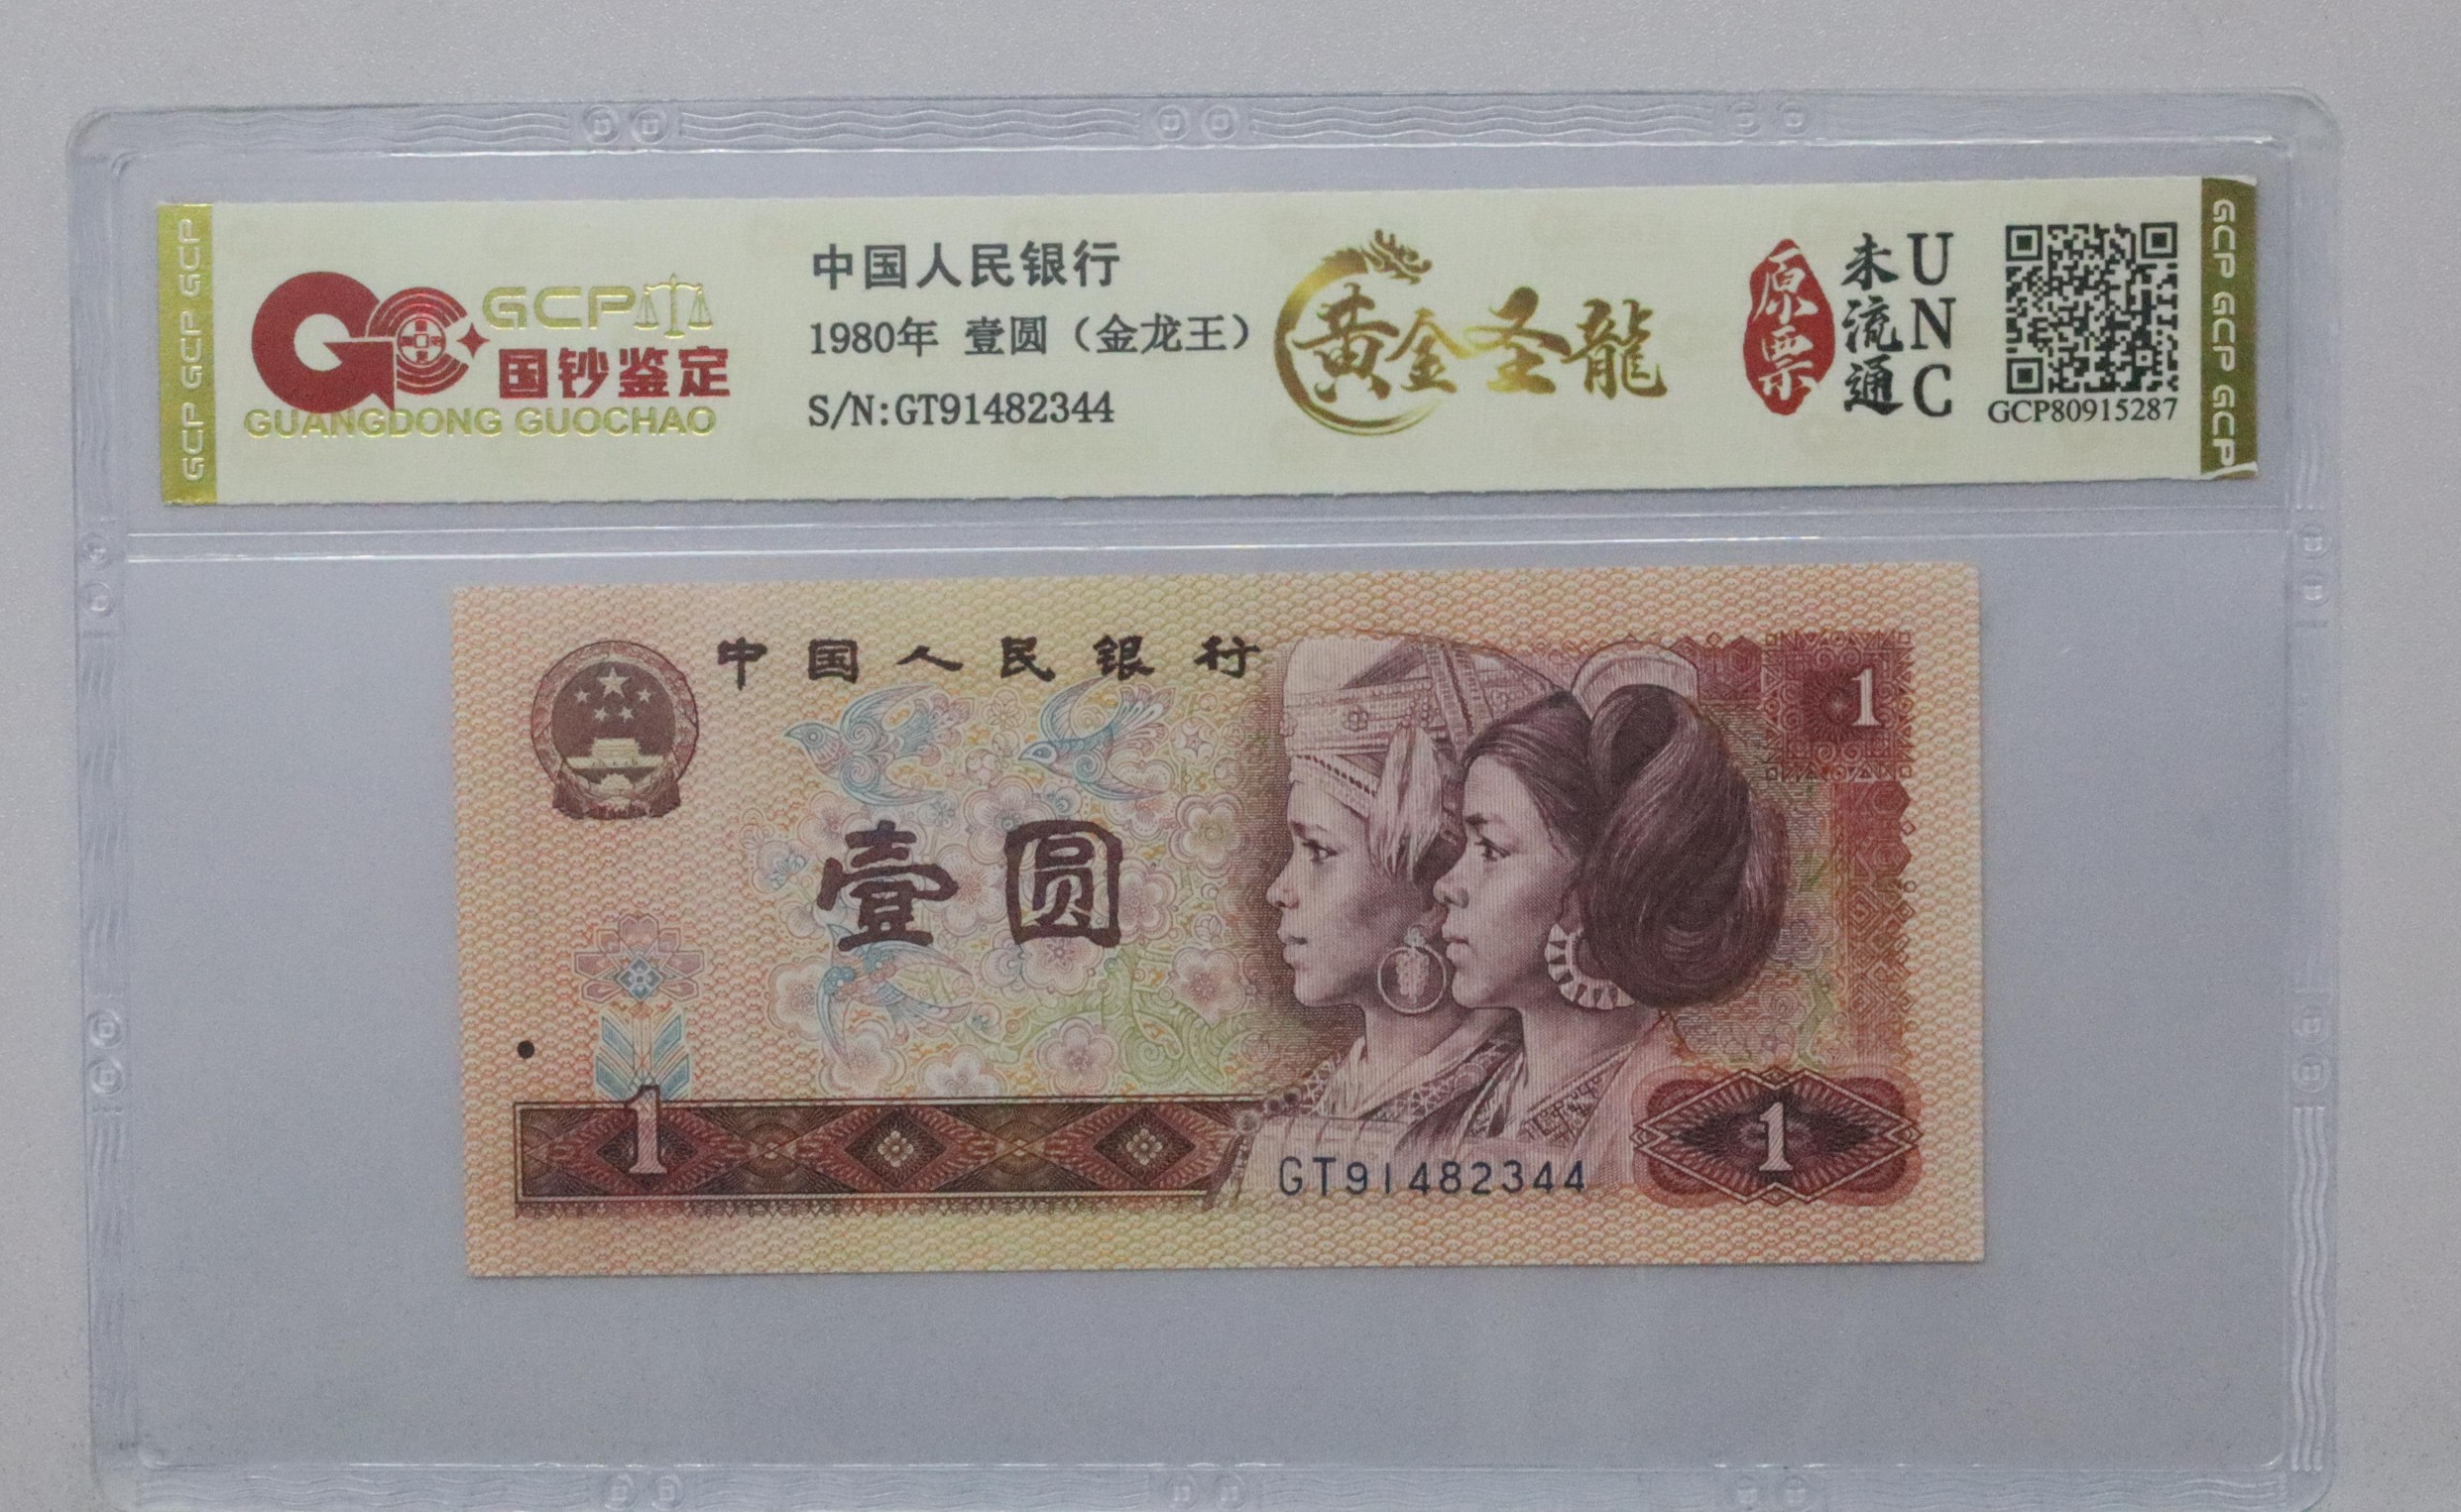 GCP GCP GCP
GCP
国钞鉴定
GUANGDONG GUOCHAO
中国人民银行
1980年 壹圆（金龙王）
S/N:GT91482344
黄金圣龍
原票
未流通
UNC
GCP80915287
GCP GCP GCP
中国人民银行
1
壹圆
1
GT91482344
1